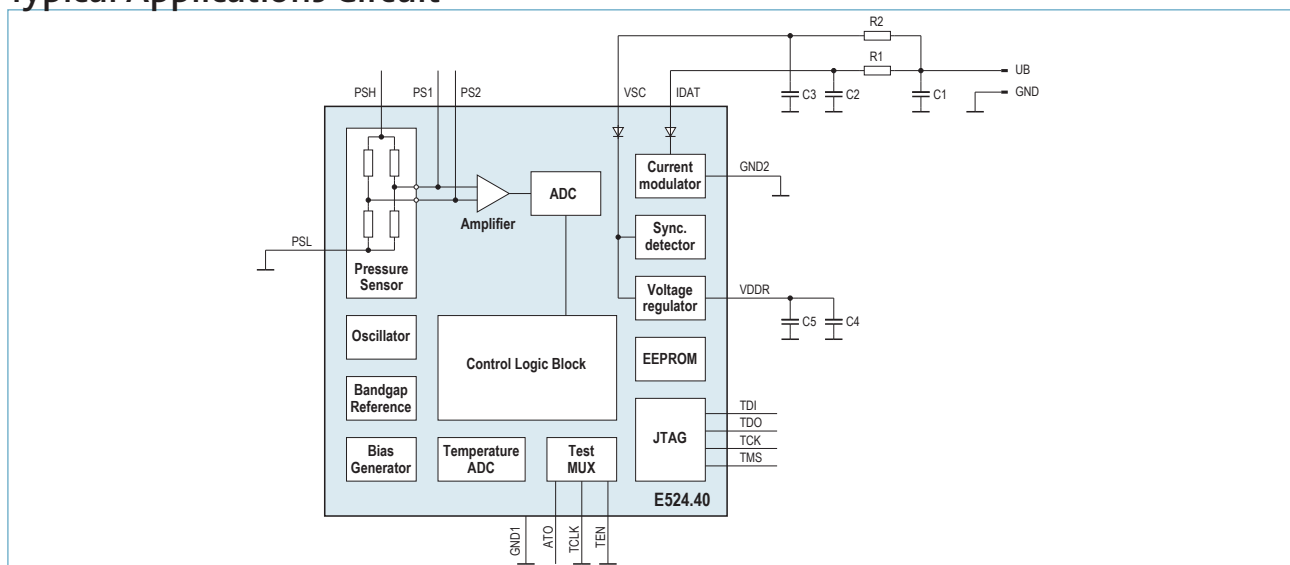 Typical Applications Circuit
R2
R1
UB
GND
C3
C2
C1
PSH
PS1
PS2
VSC
IDAT
Current
modulator
GND2
ADC
Amplifier
Sync.
detector
PSL
Pressure
Sensor
Voltage
regulator
VDDR
C5
C4
Oscillator
Control Logic Block
EEPROM
Bandgap
Reference
JTAG
TDI
TDO
TCK
TMS
Bias
Generator
Temperature
ADC
Test
MUX
E524.40
GND1
ATO
TCLK
TEN